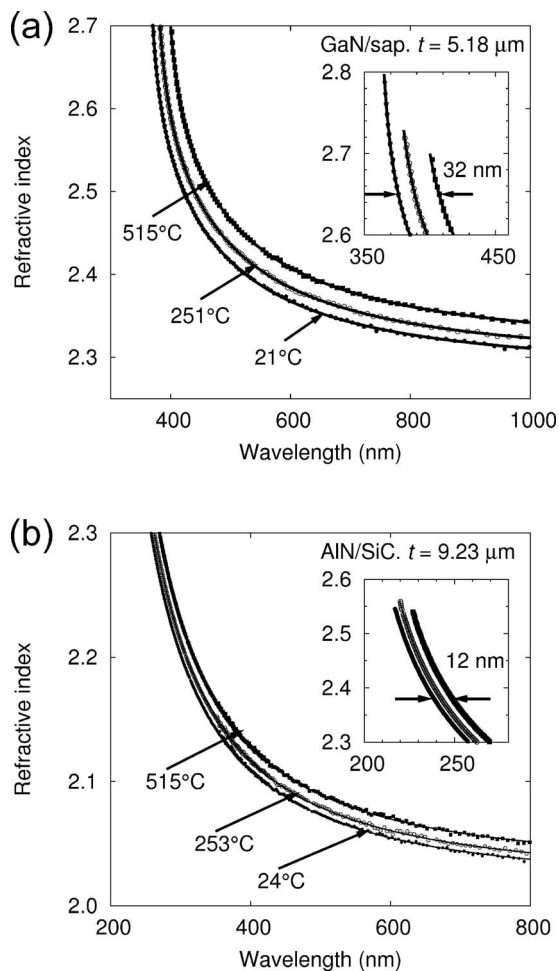 (a)
GaN/sap. t = 5.18 μm
Refractive index
2.7
2.6
2.5
2.4
2.3
2.8
2.7
2.6
32 nm
350
450
515°C
251°C
21°C
400
600
800
1000
Wavelength (nm)
(b)
AlN/SiC. t = 9.23 μm
Refractive index
2.3
2.2
2.1
2.0
2.6
2.5
2.4
2.3
12 nm
200
250
515°C
253°C
24°C
200
400
600
800
Wavelength (nm)